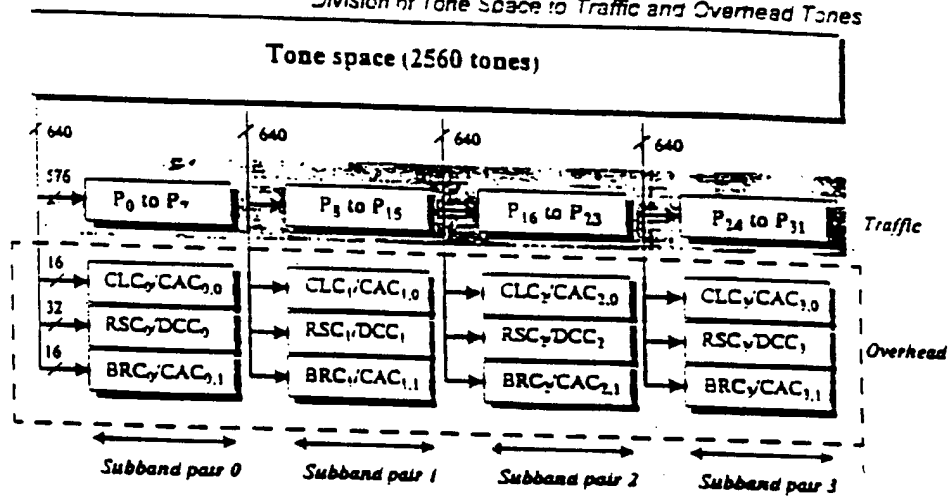 Division of Tone Space to Traffic and Overhead Tones
Tone space (2560 tones)
640 640 640 640
576
P₀ to P₇ P₈ to P₁₅ P₁₆ to P₂₃ P₂₄ to P₃₁ Traffic
16 CLC₀/CAC₀,₀ CLC₁/CAC₁,₀ CLC₂/CAC₂,₀ CLC₃/CAC₃,₀
32 RSC₀/DCC₀ RSC₁/DCC₁ RSC₂/DCC₂ RSC₃/DCC₃ Overhead
16 BRC₀/CAC₀,₁ BRC₁/CAC₁,₁ BRC₂/CAC₂,₁ BRC₃/CAC₃,₁
Subband pair 0 Subband pair 1 Subband pair 2 Subband pair 3